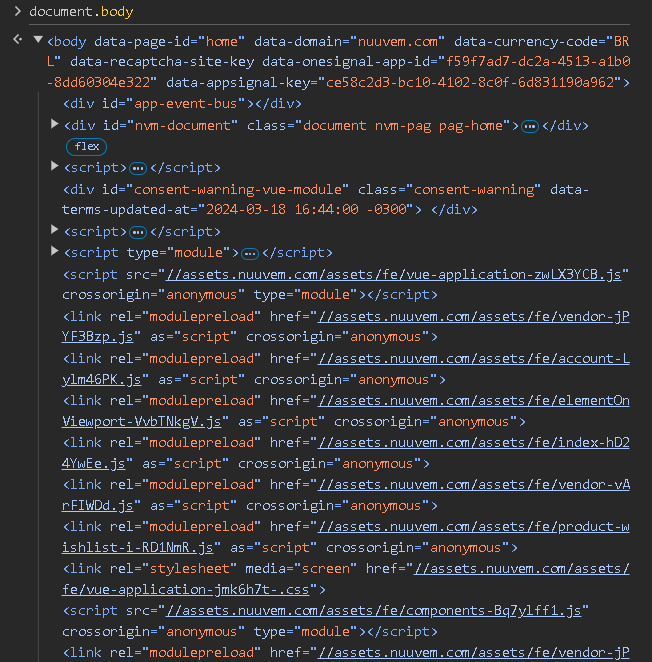 document.body
<body data-page-id="home" data-domain="nuuvem.com" data-currency-code="BR
L" data-recaptcha-site-key data-onesignal-app-id="f59f7ad7-dc2a-4513-a1b0
-8dd60304e322" data-appsignal-key="ce58c2d3-bc10-4102-8c0f-6d831190a962">
<div id="app-event-bus"></div>
<div id="nvm-document" class="document nvm-pag pag-home">…</div>
flex
<script>…</script>
<div id="consent-warning-vue-module" class="consent-warning" data-
terms-updated-at="2024-03-18 16:44:00 -0300"> </div>
<script>…</script>
<script type="module">…</script>
<script src="//assets.nuuvem.com/assets/fe/vue-application-zwLX3YCB.js"
crossorigin="anonymous" type="module"></script>
<link rel="modulepreload" href="//assets.nuuvem.com/assets/fe/vendor-jP
YF3Bzp.js" as="script" crossorigin="anonymous">
<link rel="modulepreload" href="//assets.nuuvem.com/assets/fe/account-L
ylm46PK.js" as="script" crossorigin="anonymous">
<link rel="modulepreload" href="//assets.nuuvem.com/assets/fe/elementOn
Viewport-VvbTNkgV.js" as="script" crossorigin="anonymous">
<link rel="modulepreload" href="//assets.nuuvem.com/assets/fe/index-hD2
4YwEe.js" as="script" crossorigin="anonymous">
<link rel="modulepreload" href="//assets.nuuvem.com/assets/fe/vendor-vA
rFIWDd.js" as="script" crossorigin="anonymous">
<link rel="modulepreload" href="//assets.nuuvem.com/assets/fe/product-w
ishlist-i-RD1NmR.js" as="script" crossorigin="anonymous">
<link rel="stylesheet" media="screen" href="//assets.nuuvem.com/assets/
fe/vue-application-jmk6h7t-.css">
<script src="//assets.nuuvem.com/assets/fe/components-Bq7ylff1.js"
crossorigin="anonymous" type="module"></script>
<link rel="modulepreload" href="//assets.nuuvem.com/assets/fe/vendor-jP